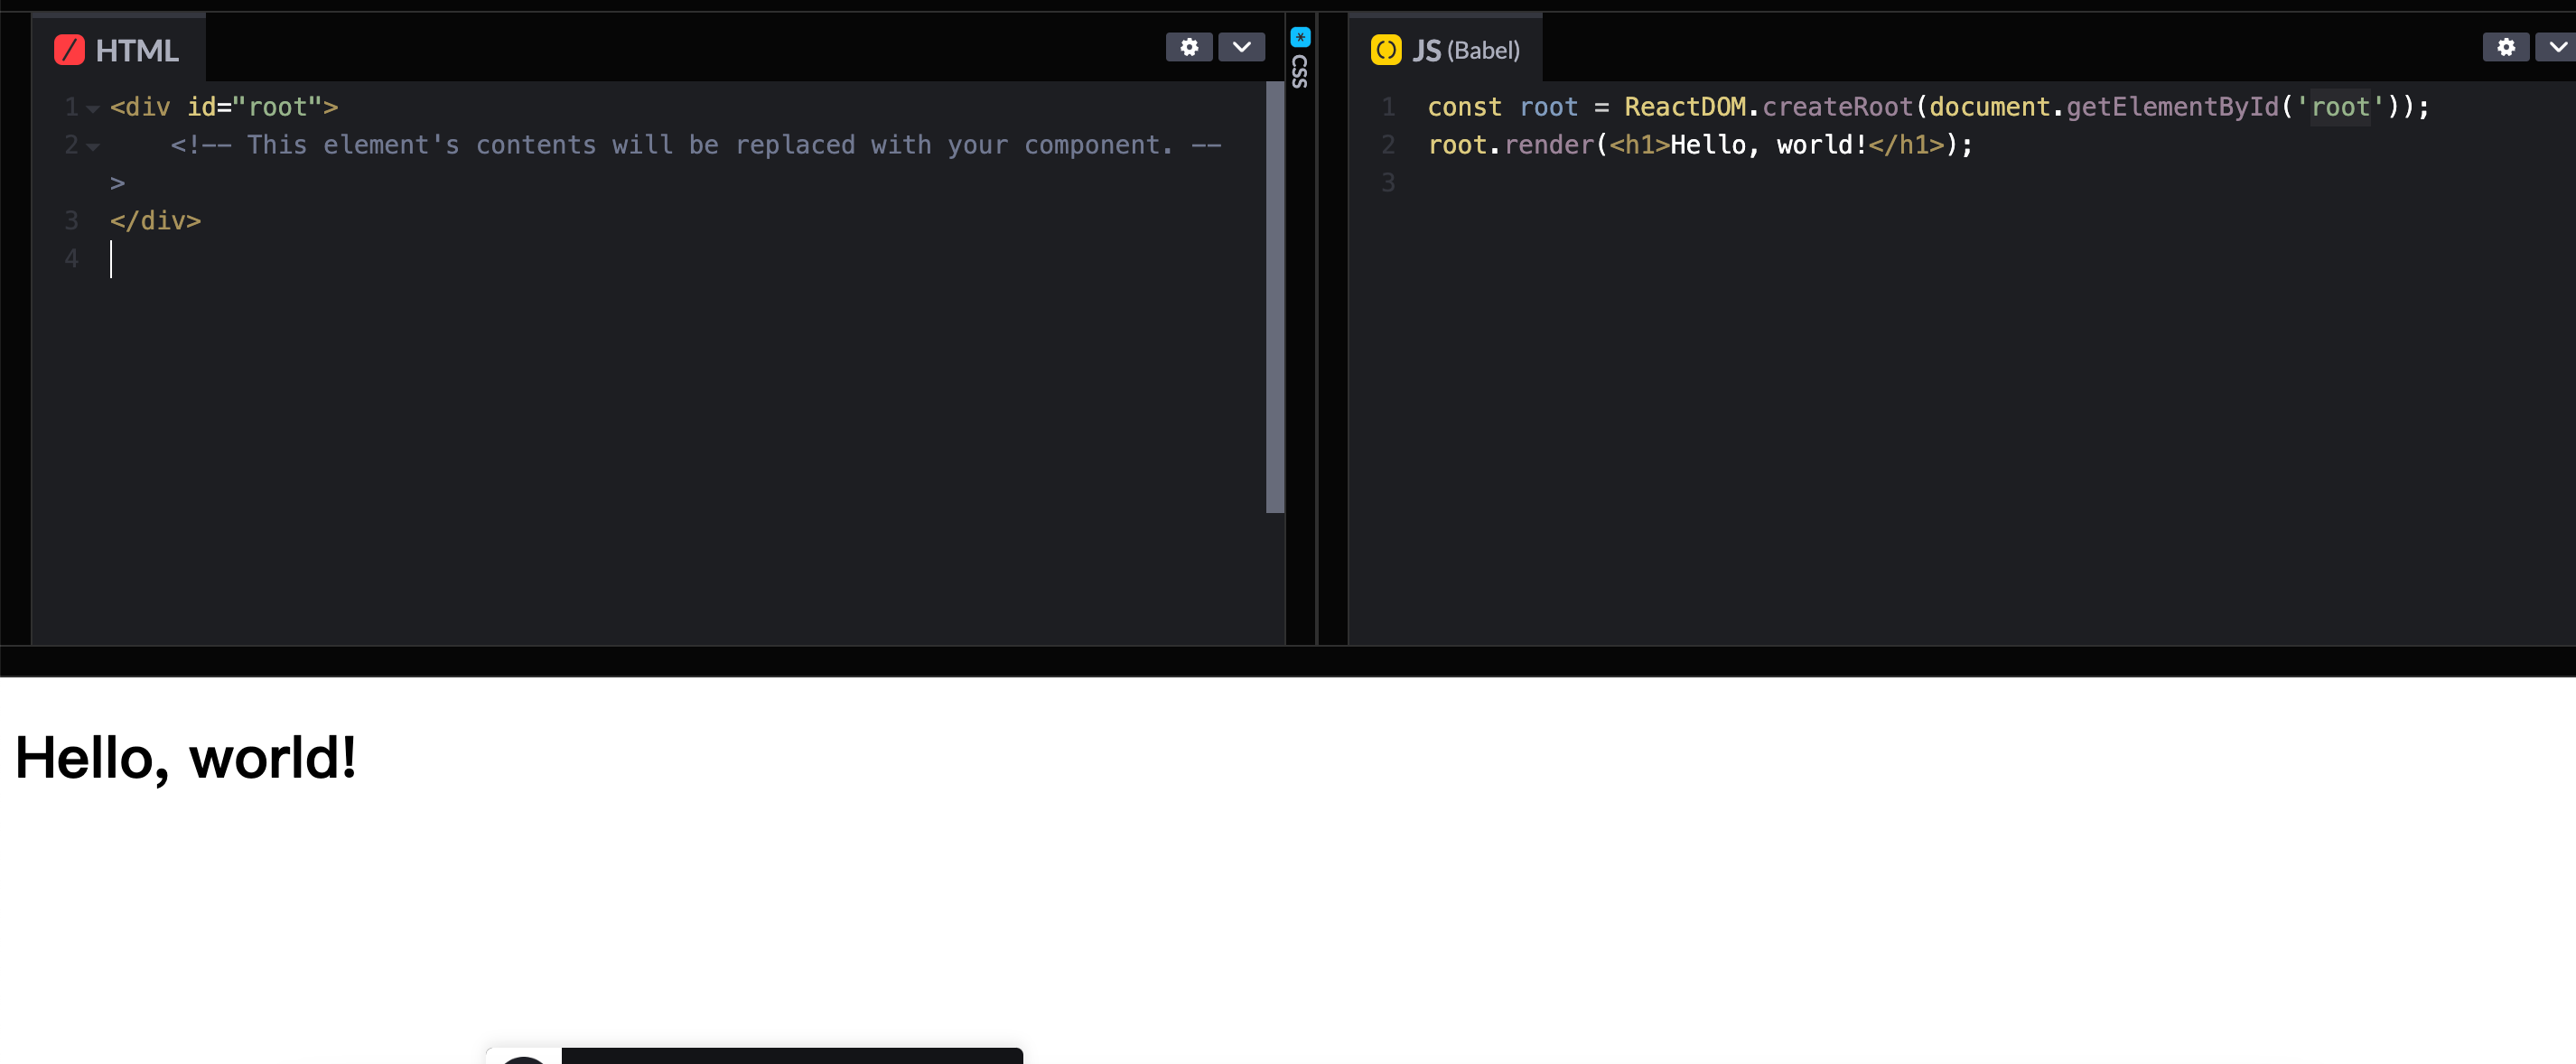 HTML
1 <div id="root">
2 <!-- This element's contents will be replaced with your component. --
>
3 </div>
4
* CSS
JS (Babel)
1 const root = ReactDOM.createRoot(document.getElementById('root'));
2 root.render(<h1>Hello, world!</h1>);
3
Hello, world!